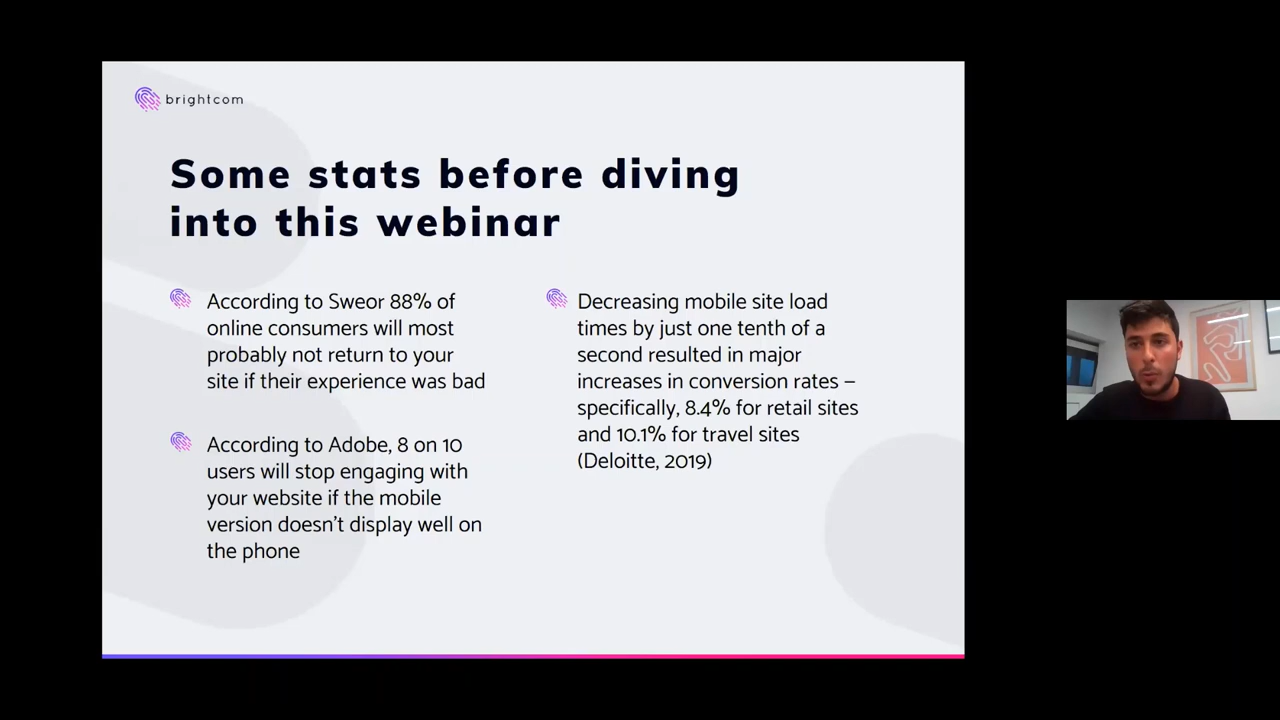 brightcom
Some stats before diving
into this webinar
According to Sweor 88% of
online consumers will most
probably not return to your
site if their experience was bad
According to Adobe, 8 on 10
users will stop engaging with
your website if the mobile
version doesn't display well on
the phone
Decreasing mobile site load
times by just one tenth of a
second resulted in major
increases in conversion rates –
specifically, 8.4% for retail sites
and 10.1% for travel sites
(Deloitte, 2019)